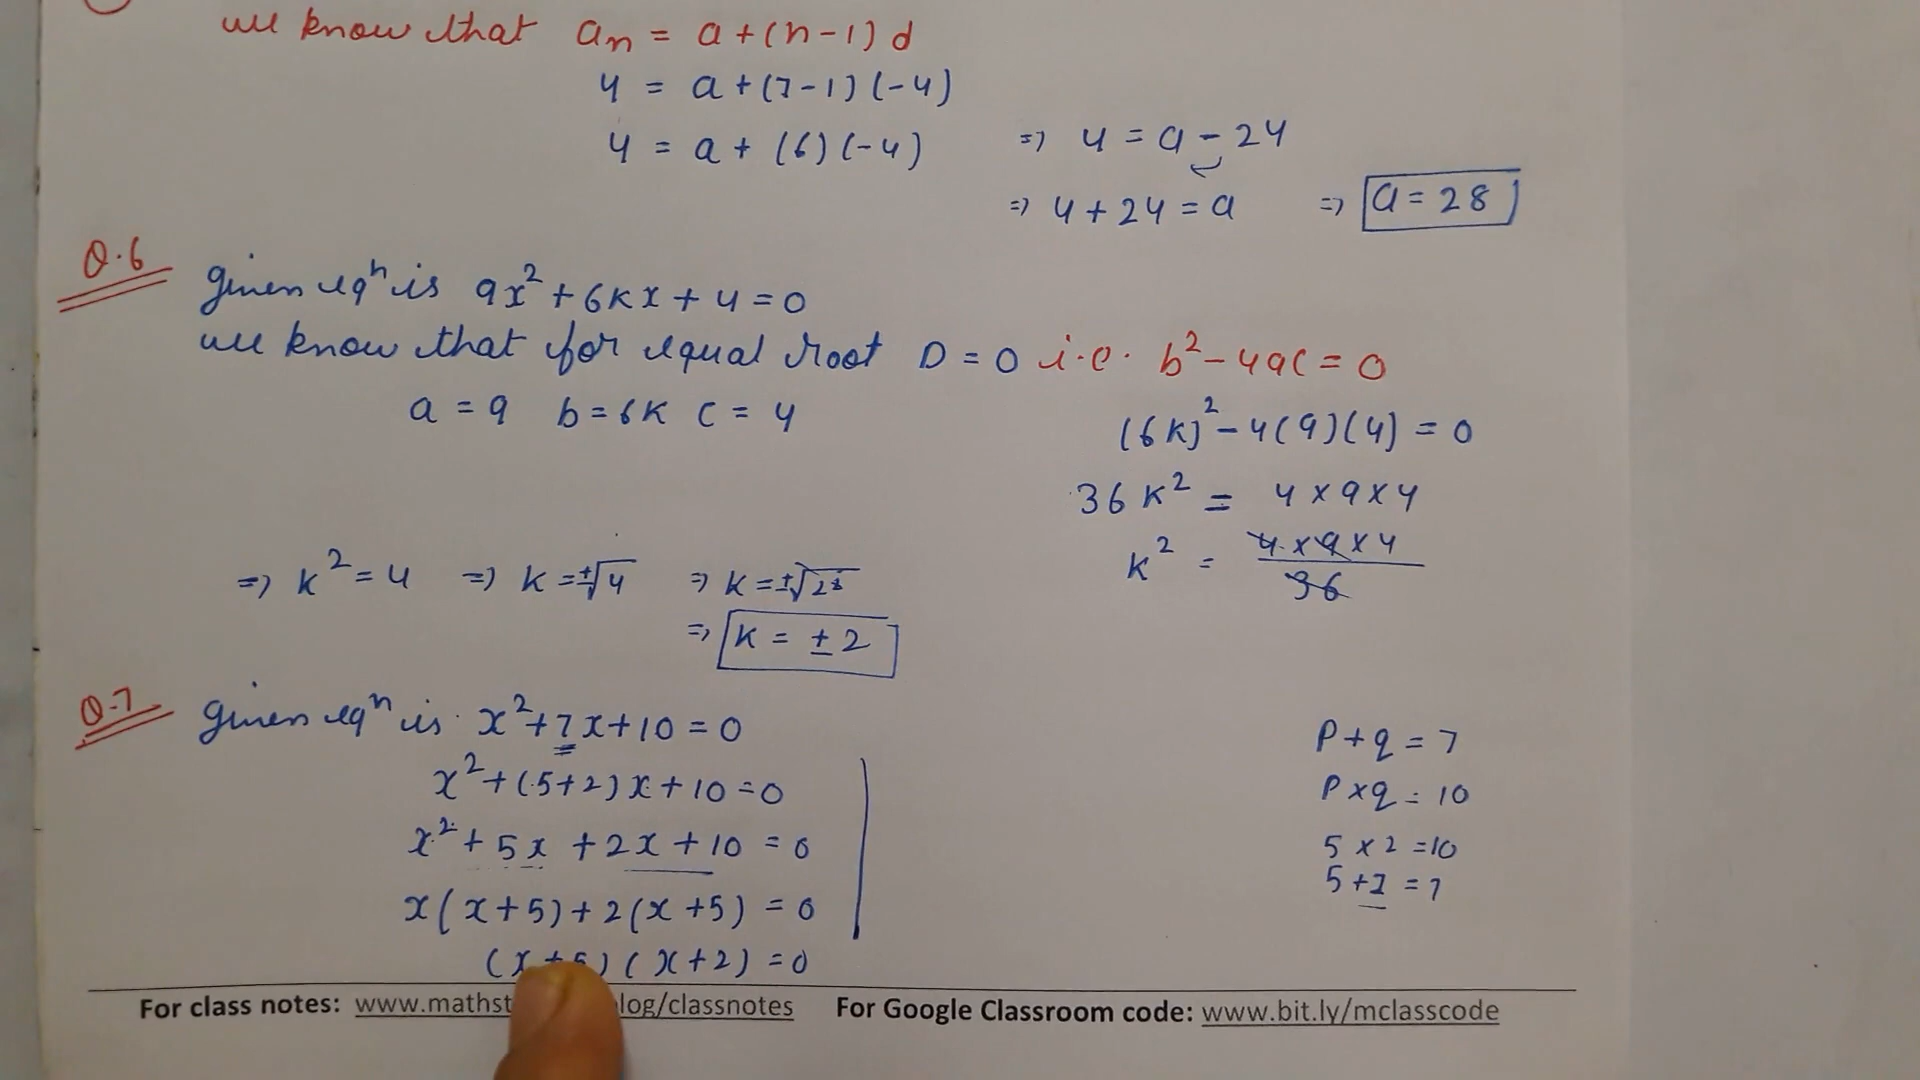 we know that an = a + (n-1) d
4 = a + (7-1) (-4)
4 = a + (6) (-4)
=> 4 = a - 24
=> 4 + 24 = a => a = 28
Q.6
given eqⁿ is 9x² + 6kx + 4 = 0
we know that for equal root D = 0 i.e. b² - 4ac = 0
a = 9 b = 6k c = 4
(6k)² - 4(9)(4) = 0
36k² = 4 x 9 x 4
k² = 4 x 9 x 4 / 36
=> k² = 4 => k = ±√4 => k = ±√2²
=> k = ± 2
Q.7
given eqⁿ is x² + 7x + 10 = 0
x² + (5+2)x + 10 = 0
x² + 5x + 2x + 10 = 0
x(x+5) + 2(x+5) = 0
(x+5) (x+2) = 0
P + q = 7
P x q = 10
5 x 2 = 10
5 + 2 = 7
For class notes: www.mathst log/classnotes For Google Classroom code: www.bit.ly/mclasscode